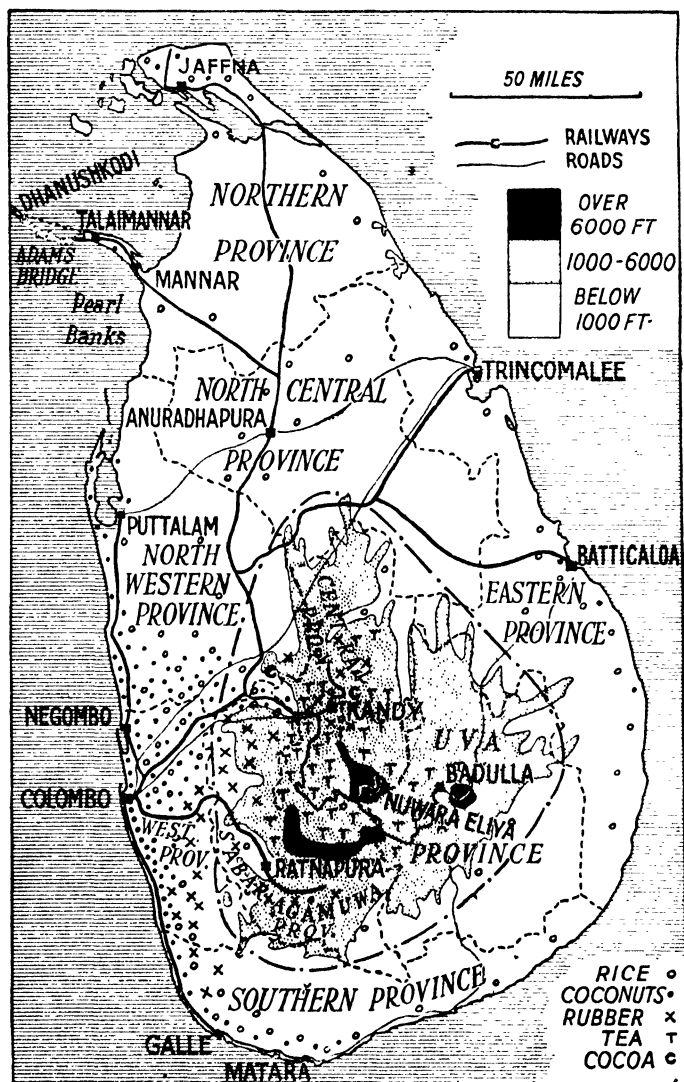 JAFFNA
50 MILES
RAILWAYS
ROADS
DHANUSHKODI
NORTHERN
PROVINCE
OVER
6000 FT
1000-6000
BELOW
1000 FT.
TALAIMANNAR
ADAMS
BRIDGE
MANNAR
Pearl
Banks
TRINCOMALEE
NORTH CENTRAL
ANURADHAPURA
PROVINCE
PUTTALAM
NORTH
WESTERN
PROVINCE
BATTICALOA
EASTERN
PROVINCE
CENTRAL
PROV.
NEGOMBO
KANDY
UVA
BADULLA
COLOMBO
NUWARA ELIYA
WEST.
PROV.
PROVINCE
RATNAPURA
SABARAGAMUWA
PROV.
SOUTHERN PROVINCE
GALLE
MATARA
RICE o
COCONUTS •
RUBBER x
TEA T
COCOA c